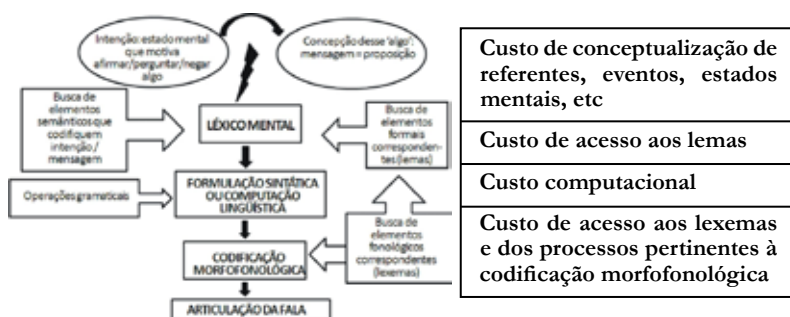 Intenção: estado mental
que motiva
afirmar/perguntar/negar
algo
Concepção desse 'algo':
mensagem = proposição
Busca de
elementos
semânticos que
codifiquem
intenção /
mensagem
LÉXICO MENTAL
Busca de
elementos
formais
correspondent-
es (lemas)
Operações gramaticais
FORMULAÇÃO SINTÁTICA
OU COMPUTAÇÃO
LINGÜÍSTICA
Busca de
elementos
fonológicos
correspondentes
(lexemas)
CODIFICAÇÃO
MORFOFONOLÓGICA
ARTICULAÇÃO DA FALA
Custo de conceptualização de
referentes, eventos, estados
mentais, etc
Custo de acesso aos lemas
Custo computacional
Custo de acesso aos lexemas
e dos processos pertinentes à
codificação morfofonológica